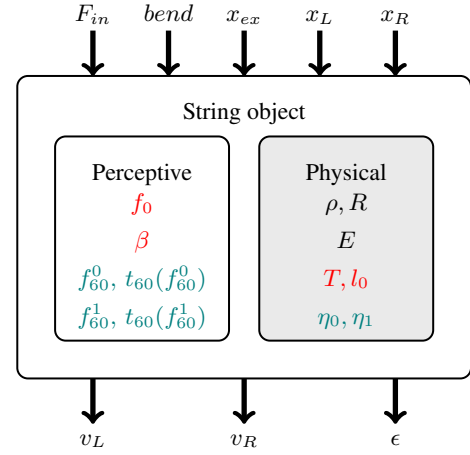 F_in bend x_ex x_L x_R
String object
Perceptive
f_0
β
f^0_60, t_60(f^0_60)
f^1_60, t_60(f^1_60)
Physical
ρ, R
E
T, l_0
η_0, η_1
v_L v_R ϵ